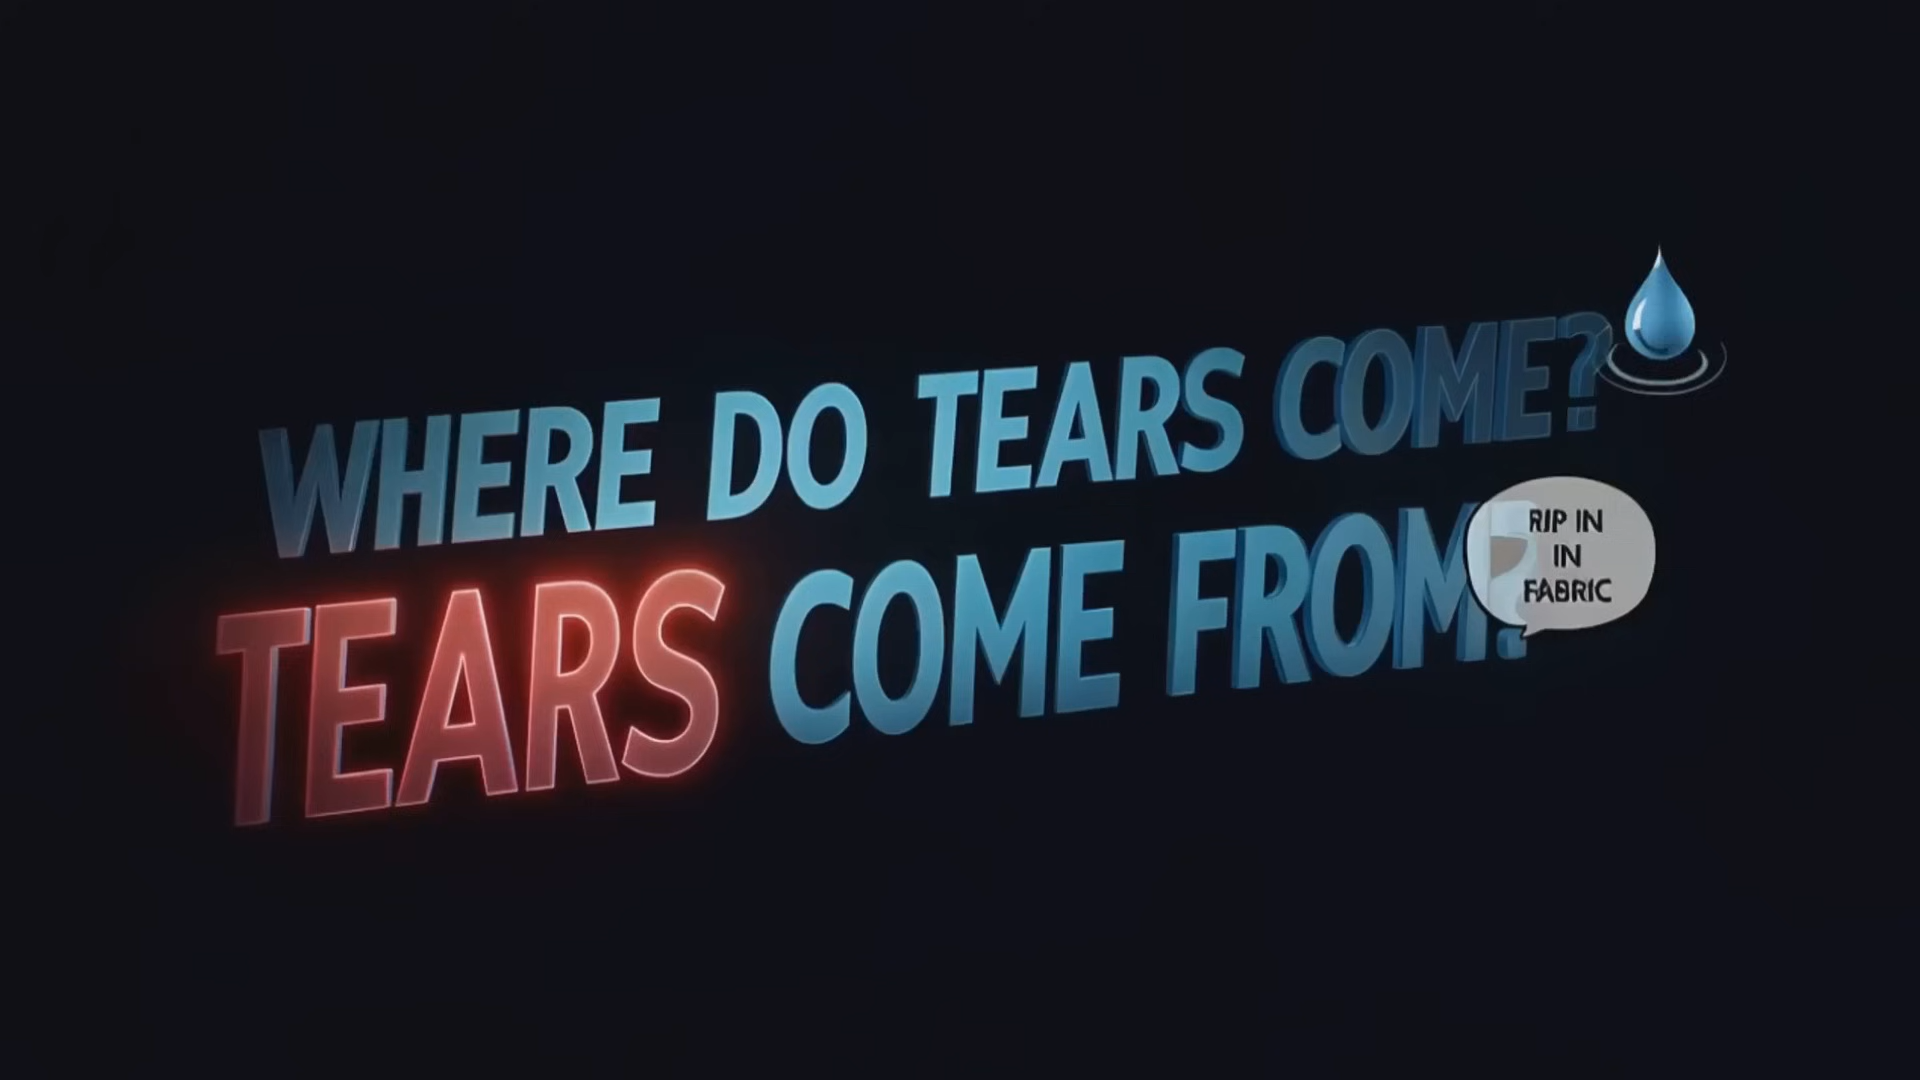 WHERE DO TEARS COME?
TEARS COME FROM?
RIP IN
IN
FABRIC